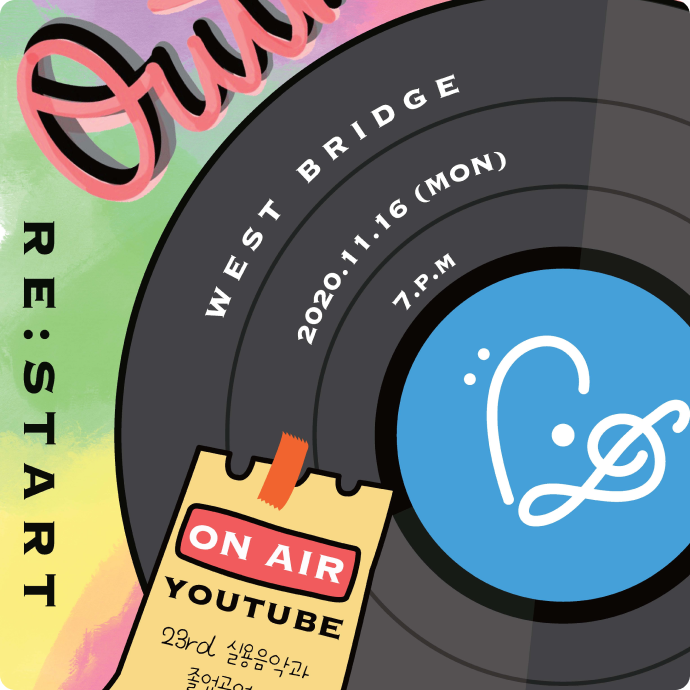 RE:START
WEST BRIDGE
2020.11.16 (MON)
7.P.M
ON AIR
YOUTUBE
23rd 실용음악과